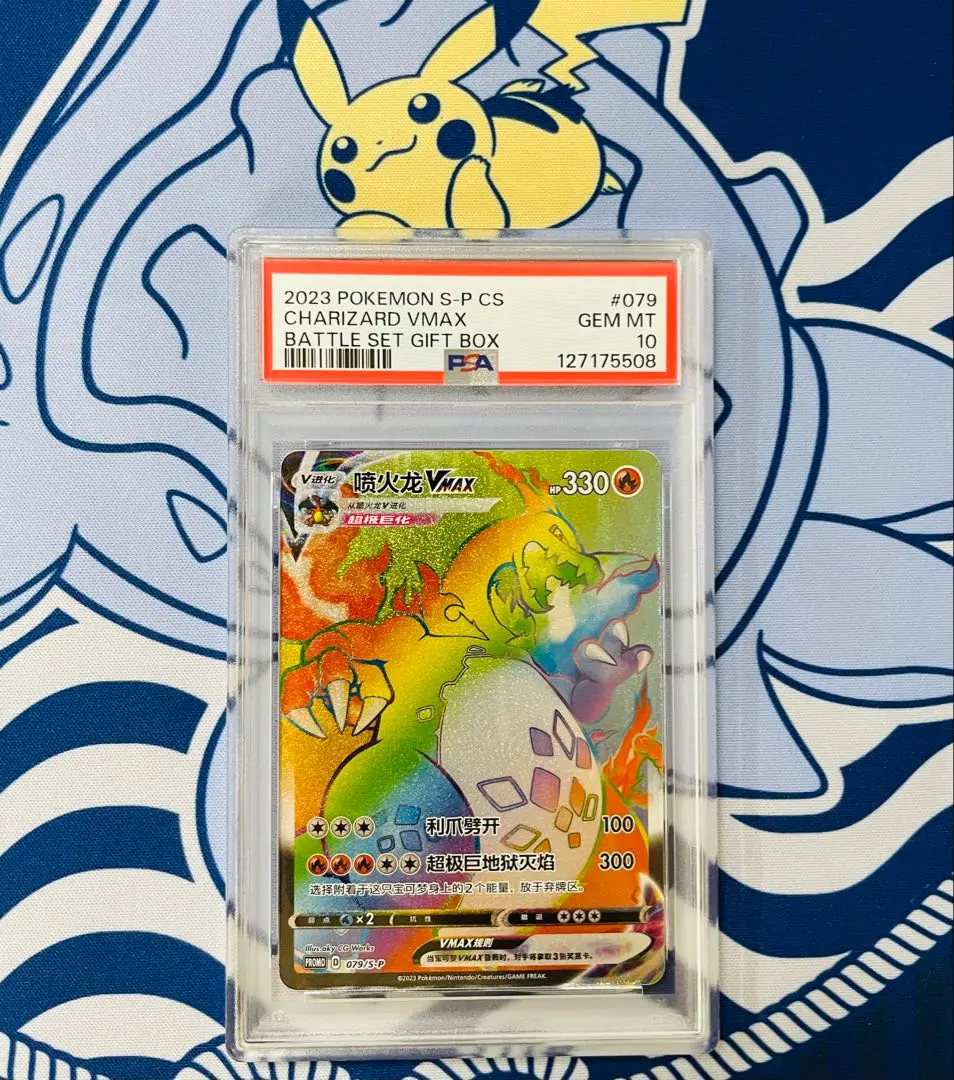 2023 POKEMON S-P CS #079
CHARIZARD VMAX GEM MT
BATTLE SET GIFT BOX 10
PSA 127175508
V进化 喷火龙VMAX HP330
从喷火龙V进化
超极巨化
利爪劈开 100
超极巨地狱灭焰 300
选择附着于这只宝可梦身上的2个能量，放于弃牌区。
弱点 ×2 抗性 撤退
Illus. aky CG Works
VMAX规则
当宝可梦VMAX昏厥时，对手将拿取3张奖赏卡。
PROMO D 079/S-P
©2023 Pokémon/Nintendo/Creatures/GAME FREAK.